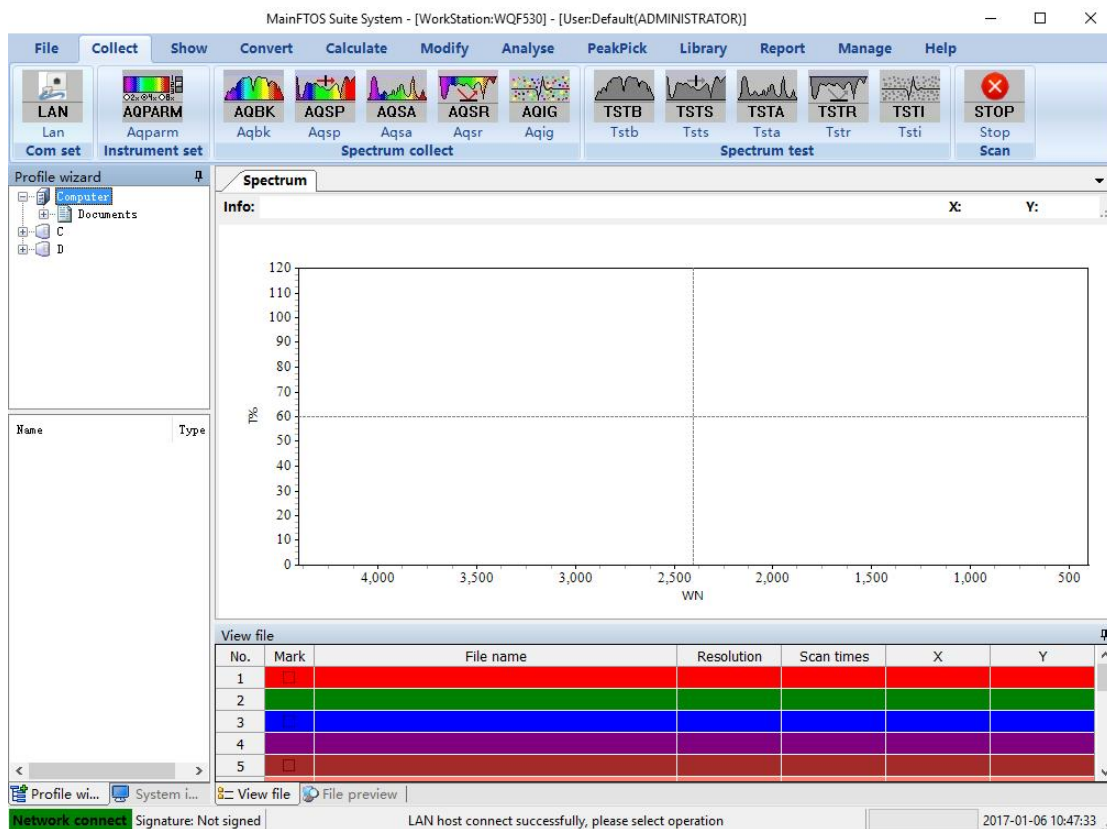 MainFTOS Suite System - [WorkStation:WQF530] - [User:Default(ADMINISTRATOR)]
File Collect Show Convert Calculate Modify Analyse PeakPick Library Report Manage Help
LAN AQPARM AQBK AQSP AQSA AQSR AQIG TSTB TSTS TSTA TSTR TSTI STOP
Lan Aqparm Aqbk Aqsp Aqsa Aqsr Aqig Tstb Tsts Tsta Tstr Tsti Stop
Com set Instrument set Spectrum collect Spectrum test Scan
Profile wizard
Computer
Documents
C
D
Name Type
Spectrum
Info: X: Y:
120
110
100
90
80
70
T% 60
50
40
30
20
10
0
4,000 3,500 3,000 2,500 2,000 1,500 1,000 500
WN
View file
No. Mark File name Resolution Scan times X Y
1
2
3
4
5
Profile wi... System i... View file File preview
Network connect Signature: Not signed LAN host connect successfully, please select operation 2017-01-06 10:47:33